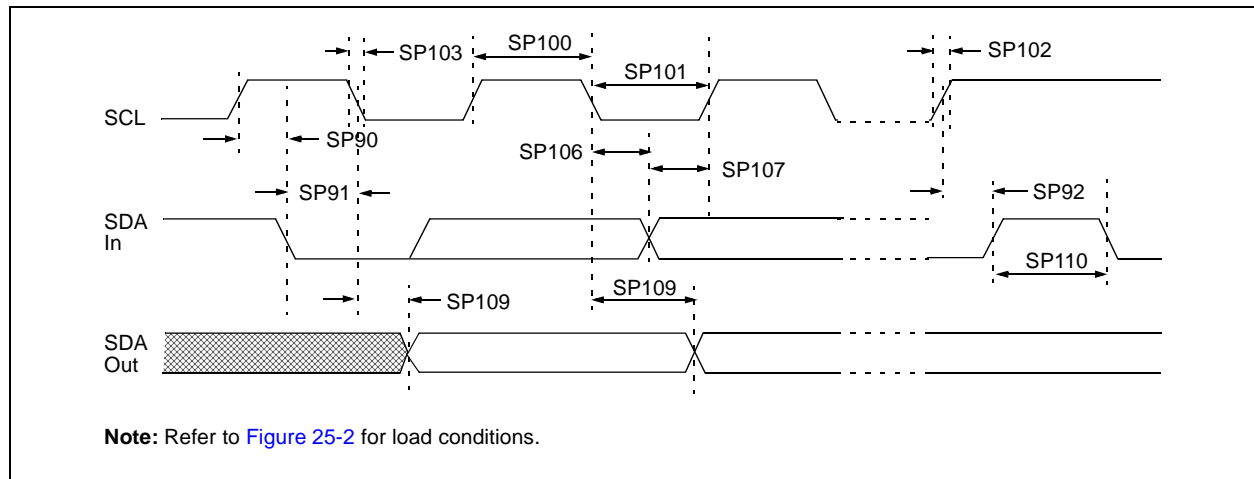 SP103
SP100
SP101
SP102
SCL
SP90
SP106
SP107
SP91
SP92
SDA
In
SP110
SP109
SP109
SDA
Out
Note: Refer to Figure 25-2 for load conditions.